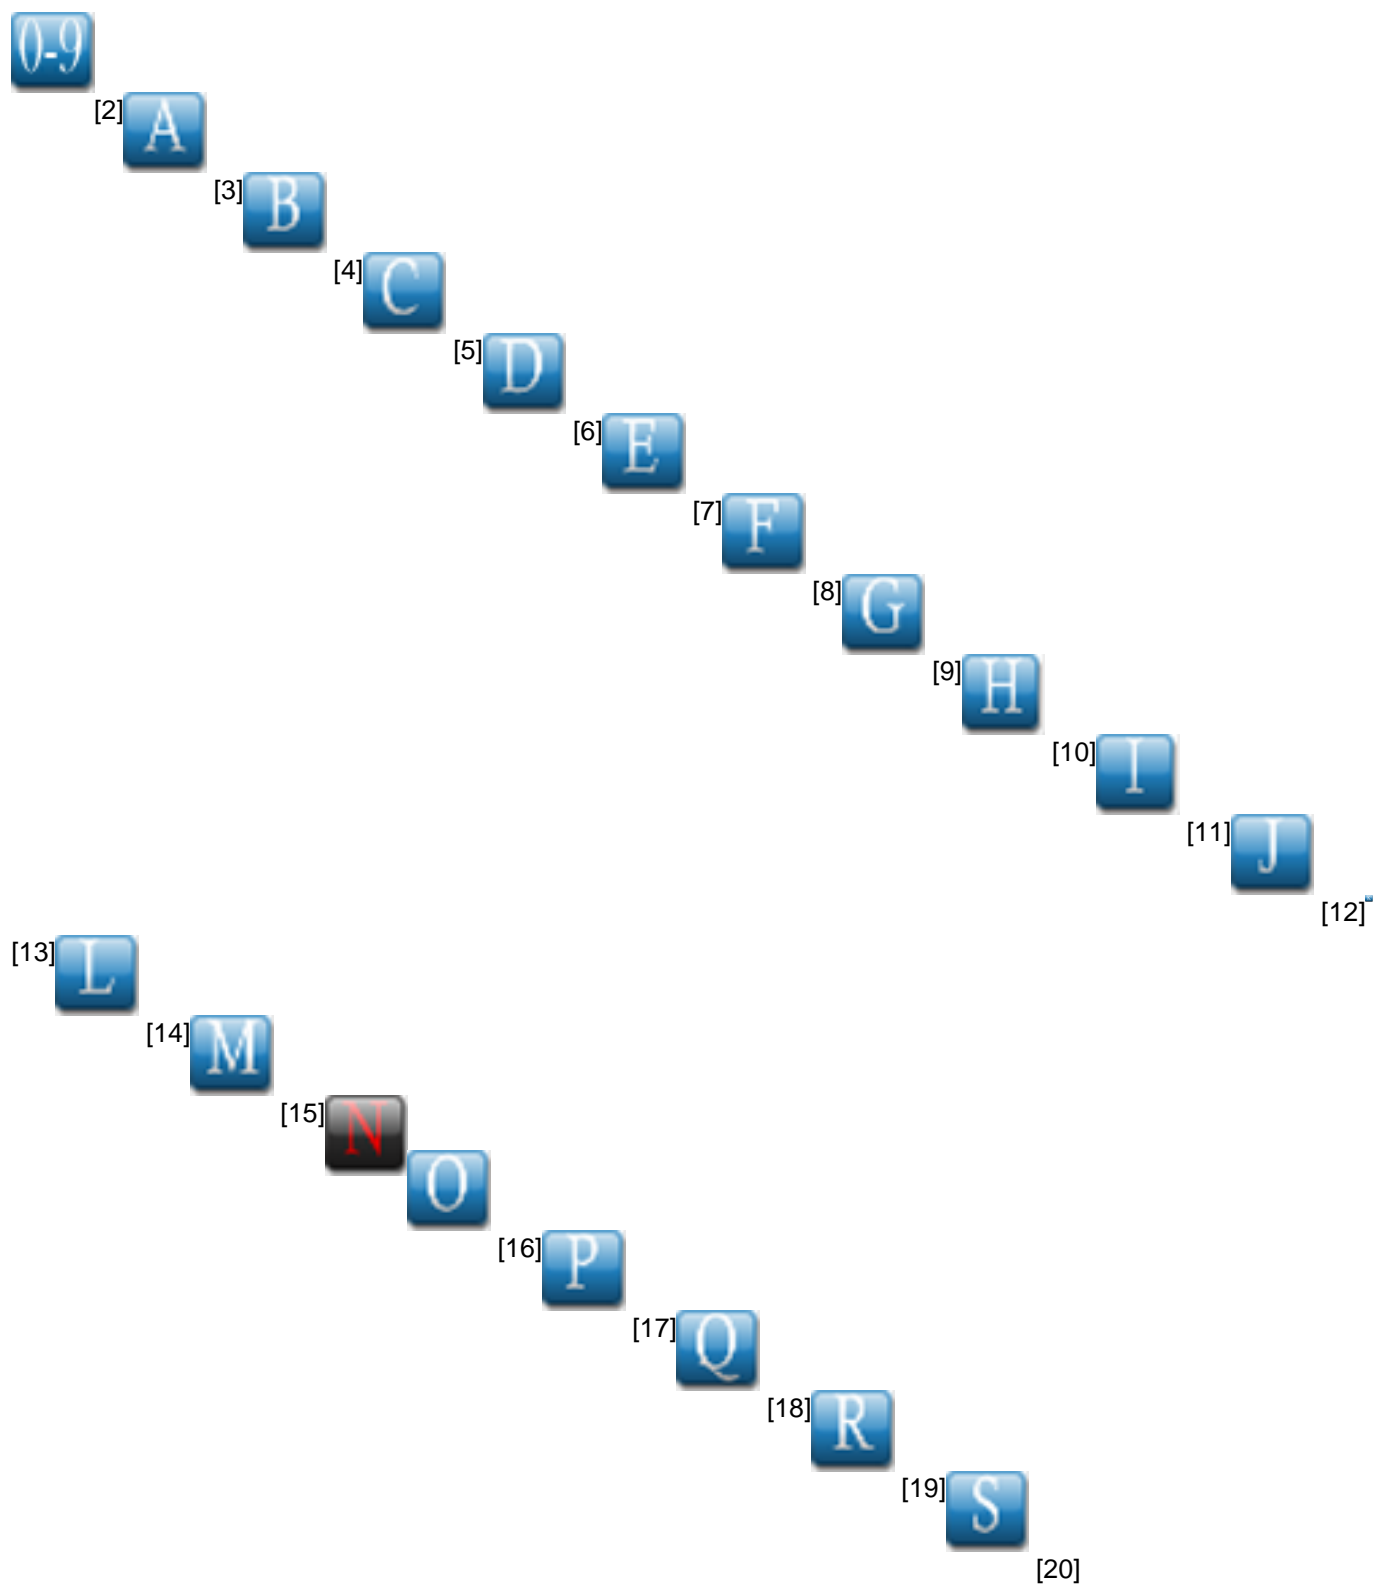 0-9
[2] A
[3] B
[4] C
[5] D
[6] E
[7] F
[8] G
[9] H
[10] I
[11] J
[12]
[13] L
[14] M
[15] N
O
[16] P
[17] Q
[18] R
[19] S
[20]